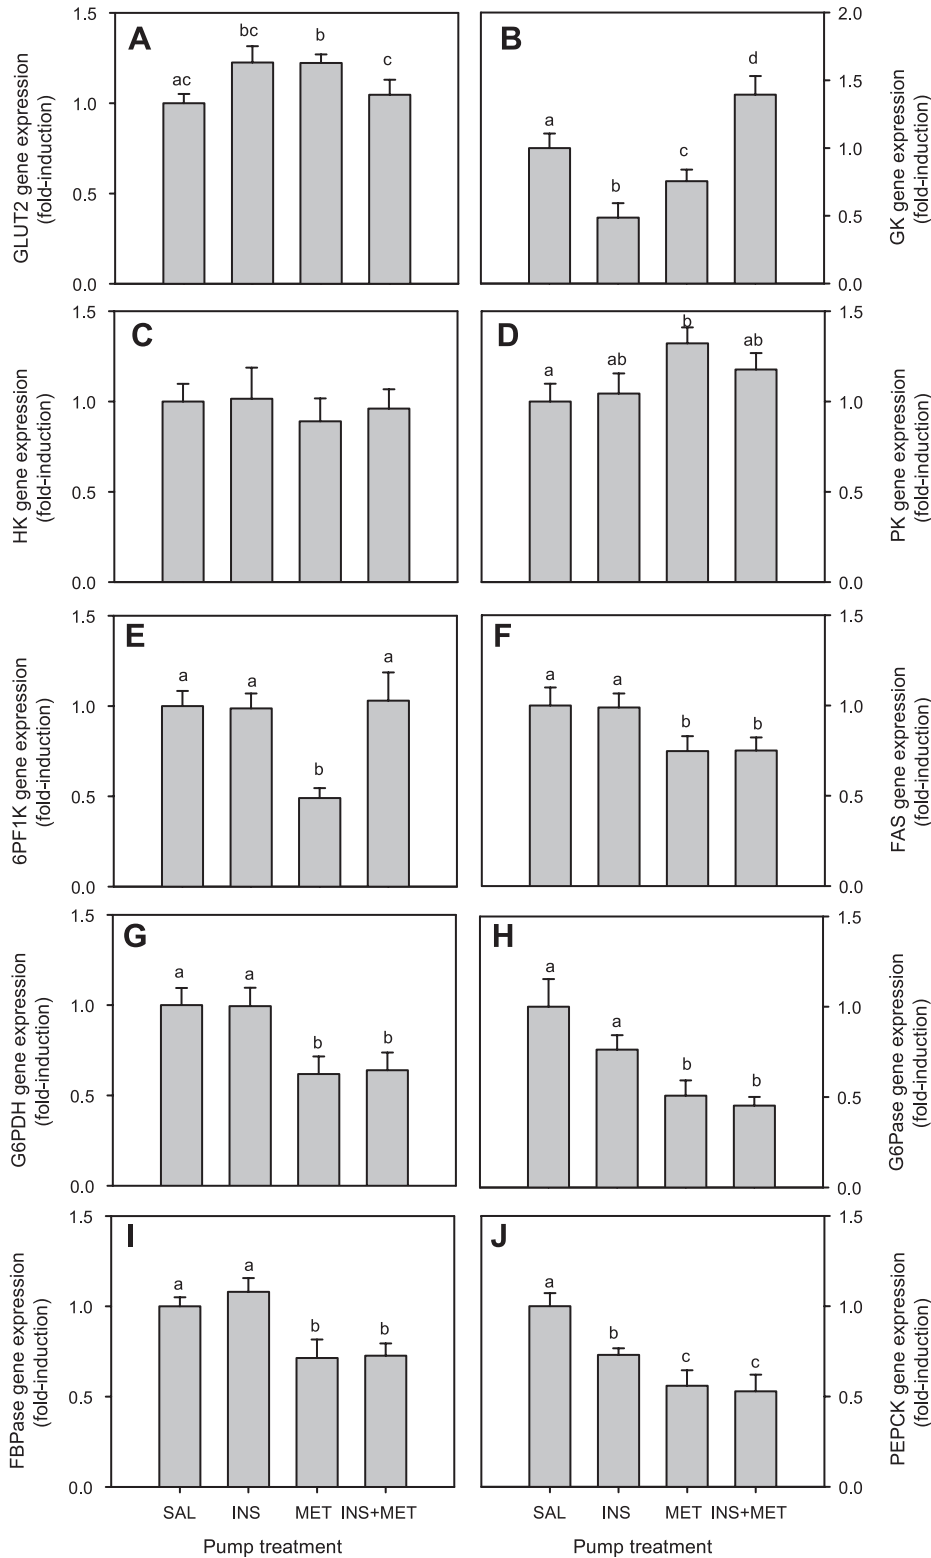 A
GLUT2 gene expression
(fold-induction)
1.5
1.0
0.5
0.0
ac
bc
b
c
B
GK gene expression
(fold-induction)
2.0
1.5
1.0
0.5
0.0
a
b
c
d
C
HK gene expression
(fold-induction)
1.5
1.0
0.5
0.0
D
PK gene expression
(fold-induction)
1.5
1.0
0.5
0.0
a
ab
b
ab
E
6PF1K gene expression
(fold-induction)
1.5
1.0
0.5
0.0
a
a
b
a
F
FAS gene expression
(fold-induction)
1.5
1.0
0.5
0.0
a
a
b
b
G
G6PDH gene expression
(fold-induction)
1.5
1.0
0.5
0.0
a
a
b
b
H
G6Pase gene expression
(fold-induction)
1.5
1.0
0.5
0.0
a
a
b
b
I
FBPase gene expression
(fold-induction)
1.5
1.0
0.5
0.0
a
a
b
b
SAL INS MET INS+MET
Pump treatment
J
PEPCK gene expression
(fold-induction)
1.5
1.0
0.5
0.0
a
b
c
c
SAL INS MET INS+MET
Pump treatment